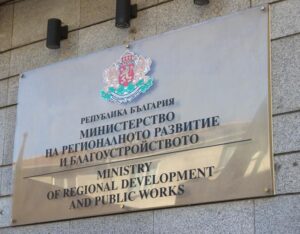 РЕПУБЛИКА БЪЛГАРИЯ
МИНИСТЕРСТВО
НА РЕГИОНАЛНОТО РАЗВИТИЕ
И БЛАГОУСТРОЙСТВОТО
MINISTRY
OF REGIONAL DEVELOPMENT
AND PUBLIC WORKS